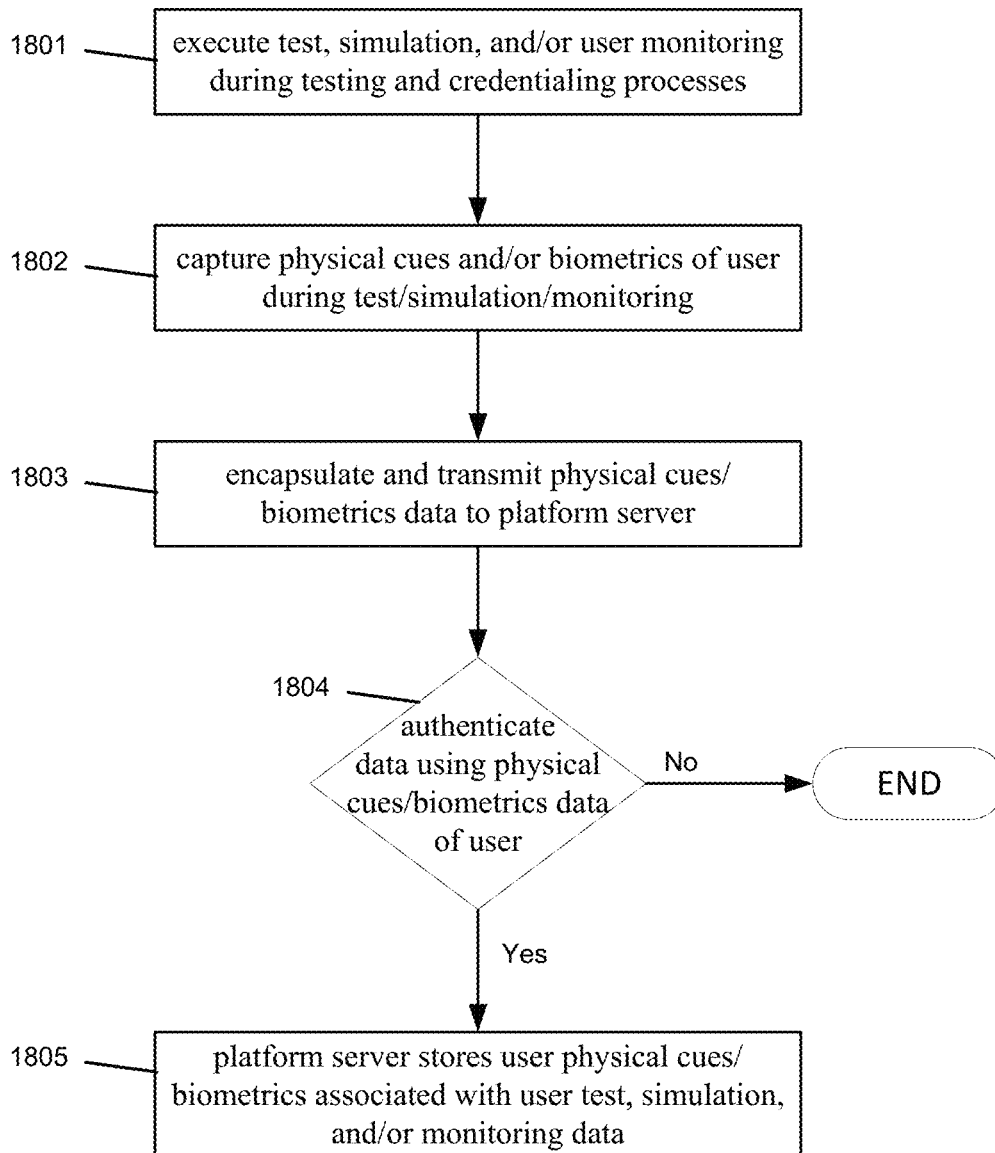 1801
execute test, simulation, and/or user monitoring
during testing and credentialing processes
1802
capture physical cues and/or biometrics of user
during test/simulation/monitoring
1803
encapsulate and transmit physical cues/
biometrics data to platform server
1804
authenticate
data using physical
cues/biometrics data
of user
No
END
Yes
1805
platform server stores user physical cues/
biometrics associated with user test, simulation,
and/or monitoring data